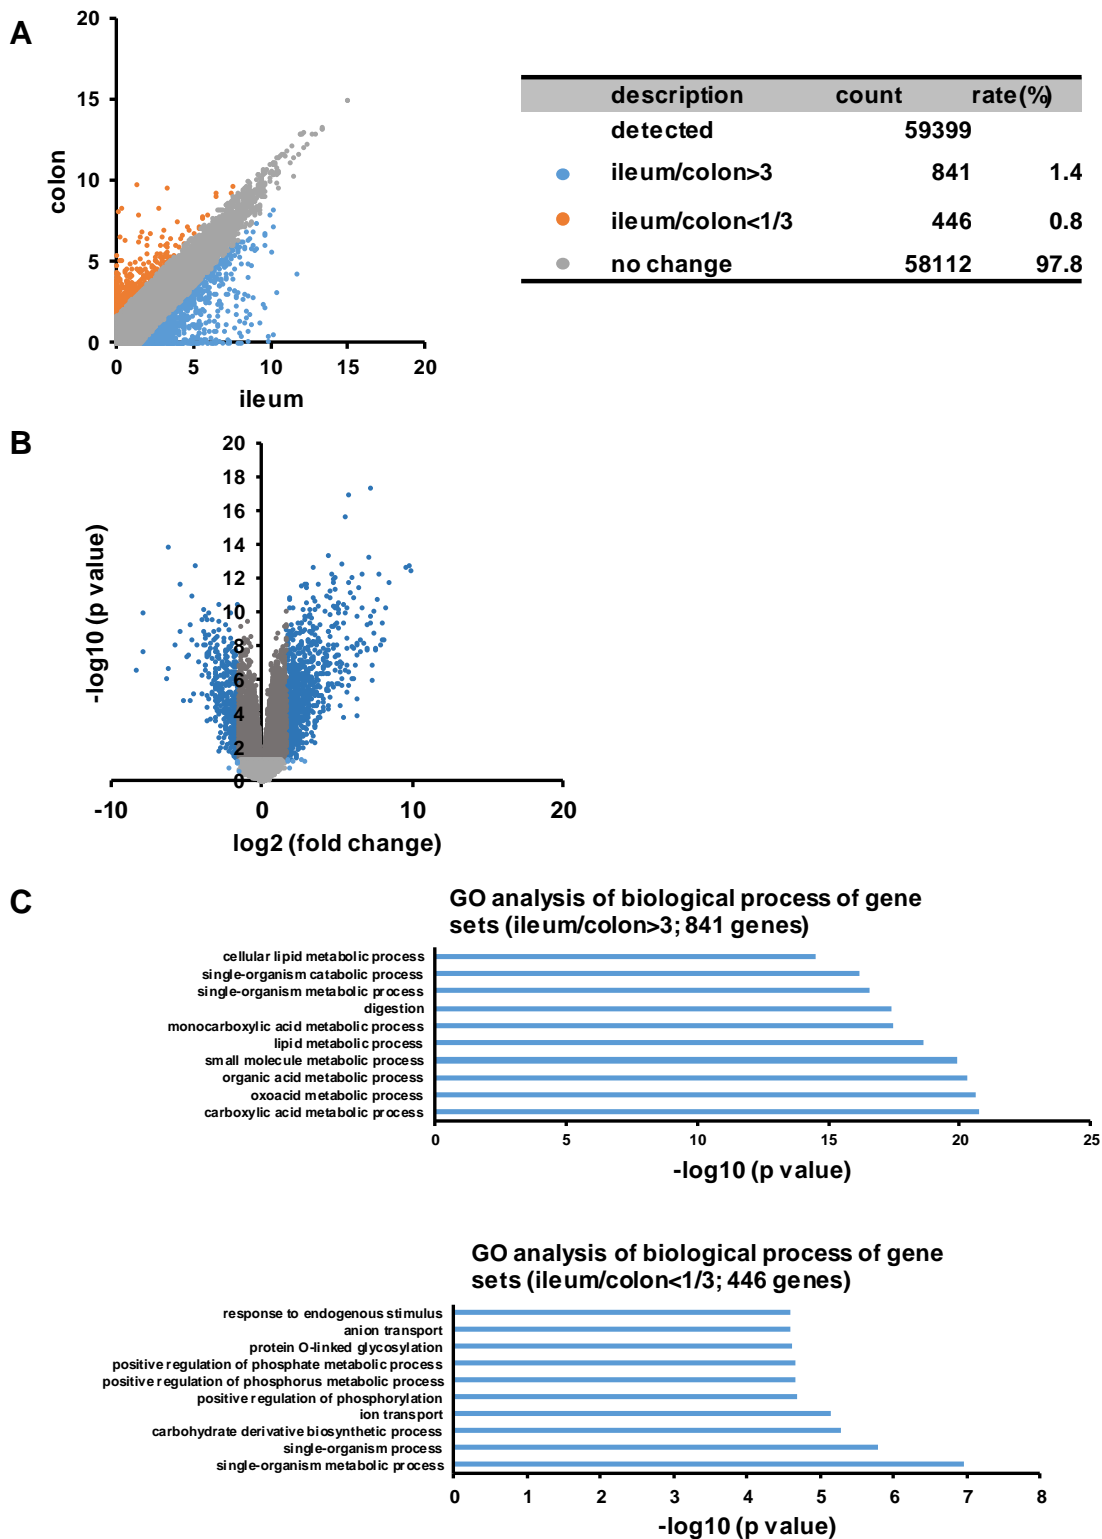 A
20
15
10
5
0
colon
0 5 10 15 20
ileum
description count rate(%)
detected 59399
ileum/colon>3 841 1.4
ileum/colon<1/3 446 0.8
no change 58112 97.8
B
20
18
16
14
12
10
8
6
4
2
0
-log10 (p value)
-10 0 10 20
log2 (fold change)
C
GO analysis of biological process of gene
sets (ileum/colon>3; 841 genes)
cellular lipid metabolic process
single-organism catabolic process
single-organism metabolic process
digestion
monocarboxylic acid metabolic process
lipid metabolic process
small molecule metabolic process
organic acid metabolic process
oxoacid metabolic process
carboxylic acid metabolic process
0 5 10 15 20 25
-log10 (p value)
GO analysis of biological process of gene
sets (ileum/colon<1/3; 446 genes)
response to endogenous stimulus
anion transport
protein O-linked glycosylation
positive regulation of phosphate metabolic process
positive regulation of phosphorus metabolic process
positive regulation of phosphorylation
ion transport
carbohydrate derivative biosynthetic process
single-organism process
single-organism metabolic process
0 1 2 3 4 5 6 7 8
-log10 (p value)